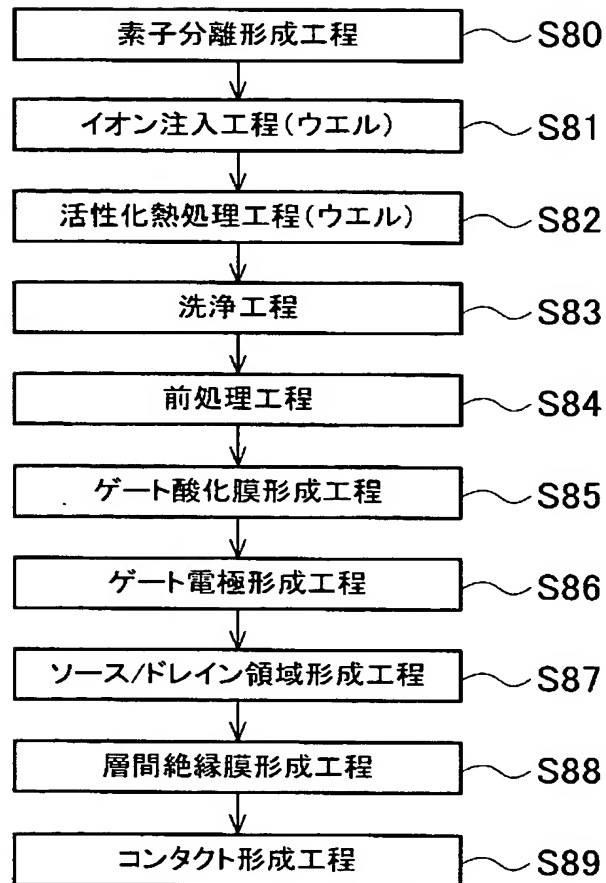 素子分離形成工程 S80
イオン注入工程(ウエル) S81
活性化熱処理工程(ウエル) S82
洗浄工程 S83
前処理工程 S84
ゲート酸化膜形成工程 S85
ゲート電極形成工程 S86
ソース/ドレイン領域形成工程 S87
層間絶縁膜形成工程 S88
コンタクト形成工程 S89